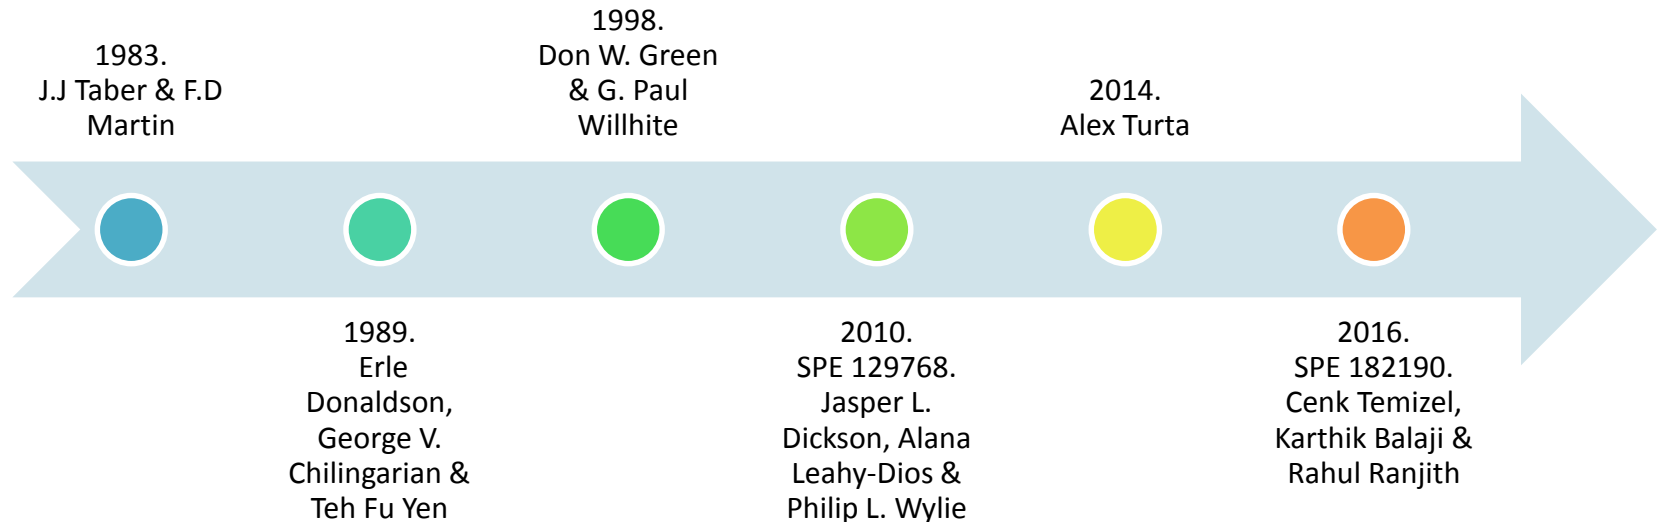 1983.
J.J Taber & F.D
Martin
1989.
Erle
Donaldson,
George V.
Chilingarian &
Teh Fu Yen
1998.
Don W. Green
& G. Paul
Willhite
2010.
SPE 129768.
Jasper L.
Dickson, Alana
Leahy-Dios &
Philip L. Wylie
2014.
Alex Turta
2016.
SPE 182190.
Cenk Temizel,
Karthik Balaji &
Rahul Ranjith